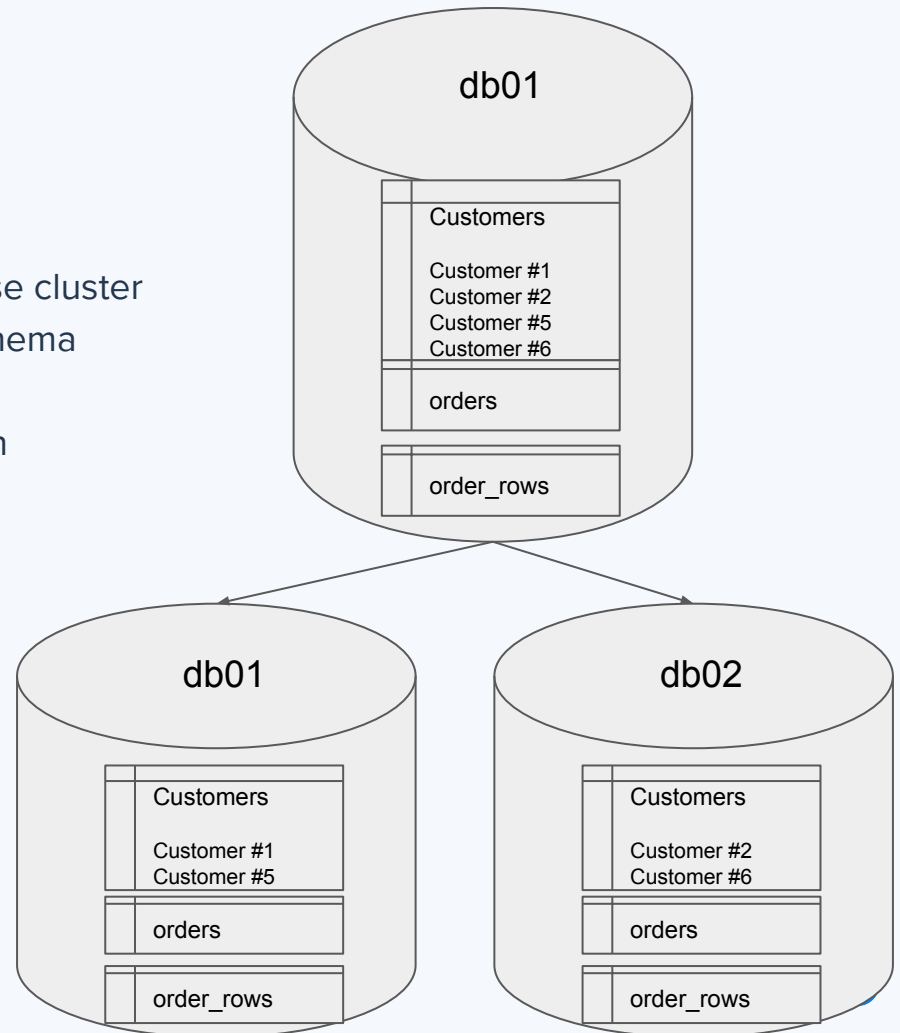 se cluster
nema
n
db01
Customers
Customer #1
Customer #2
Customer #5
Customer #6
orders
order_rows
db01
Customers
Customer #1
Customer #5
orders
order_rows
db02
Customers
Customer #2
Customer #6
orders
order_rows